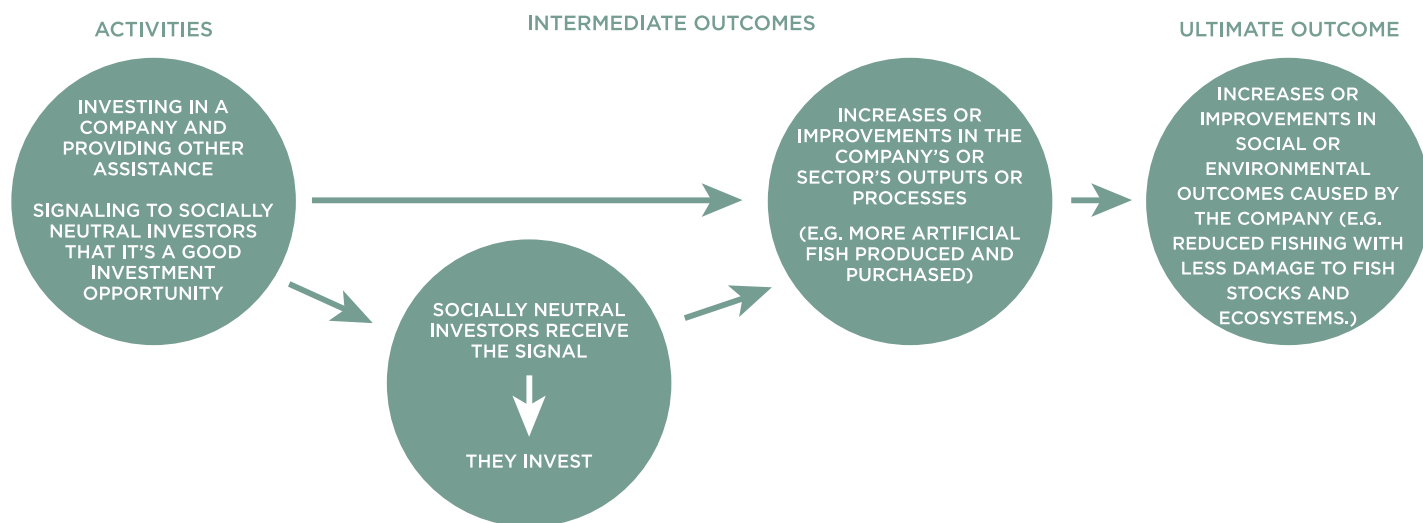 ACTIVITIES
INTERMEDIATE OUTCOMES
ULTIMATE OUTCOME
INVESTING IN A
COMPANY AND
PROVIDING OTHER
ASSISTANCE
SIGNALING TO SOCIALLY
NEUTRAL INVESTORS
THAT IT’S A GOOD
INVESTMENT
OPPORTUNITY
SOCIALLY NEUTRAL
INVESTORS RECEIVE
THE SIGNAL
THEY INVEST
INCREASES OR
IMPROVEMENTS IN THE
COMPANY’S OR
SECTOR’S OUTPUTS OR
PROCESSES
(E.G. MORE ARTIFICIAL
FISH PRODUCED AND
PURCHASED)
INCREASES OR
IMPROVEMENTS IN
SOCIAL OR
ENVIRONMENTAL
OUTCOMES CAUSED BY
THE COMPANY (E.G.
REDUCED FISHING WITH
LESS DAMAGE TO FISH
STOCKS AND
ECOSYSTEMS.)